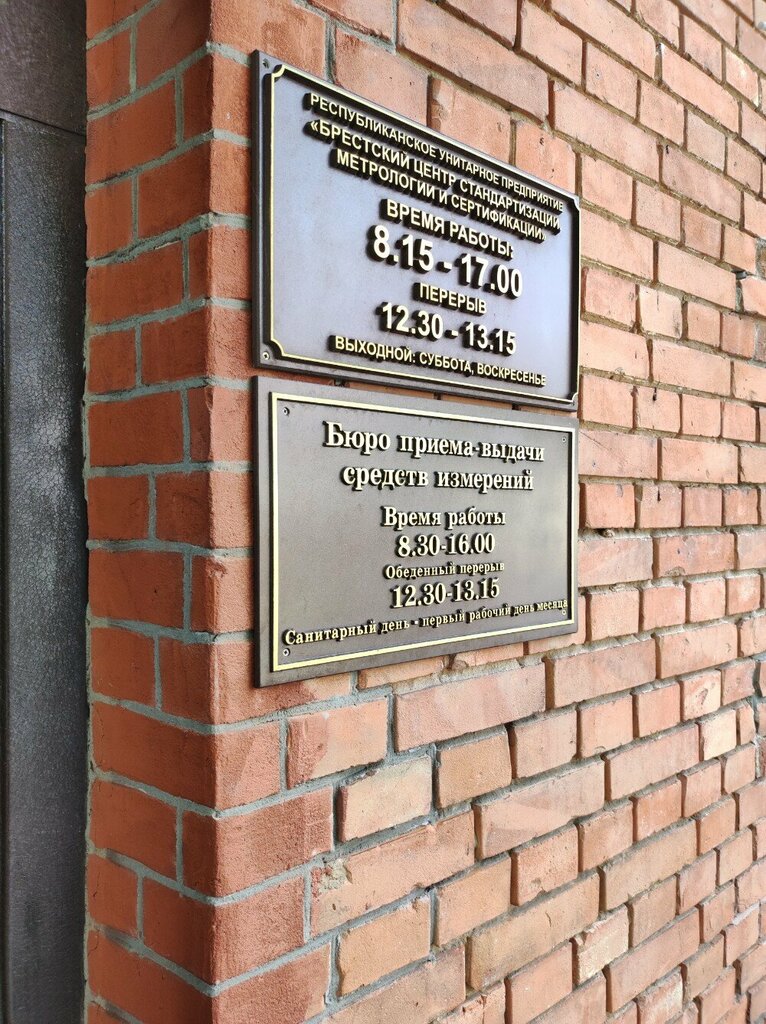 РЕСПУБЛИКАНСКОЕ УНИТАРНОЕ ПРЕДПРИЯТИЕ
«БРЕСТСКИЙ ЦЕНТР СТАНДАРТИЗАЦИИ,
МЕТРОЛОГИИ И СЕРТИФИКАЦИИ»
ВРЕМЯ РАБОТЫ:
8.15 - 17.00
ПЕРЕРЫВ
12.30 - 13.15
ВЫХОДНОЙ: СУББОТА, ВОСКРЕСЕНЬЕ
Бюро приема-выдачи
средств измерений
Время работы
8.30-16.00
Обеденный перерыв
12.30-13.15
Санитарный день - первый рабочий день месяца